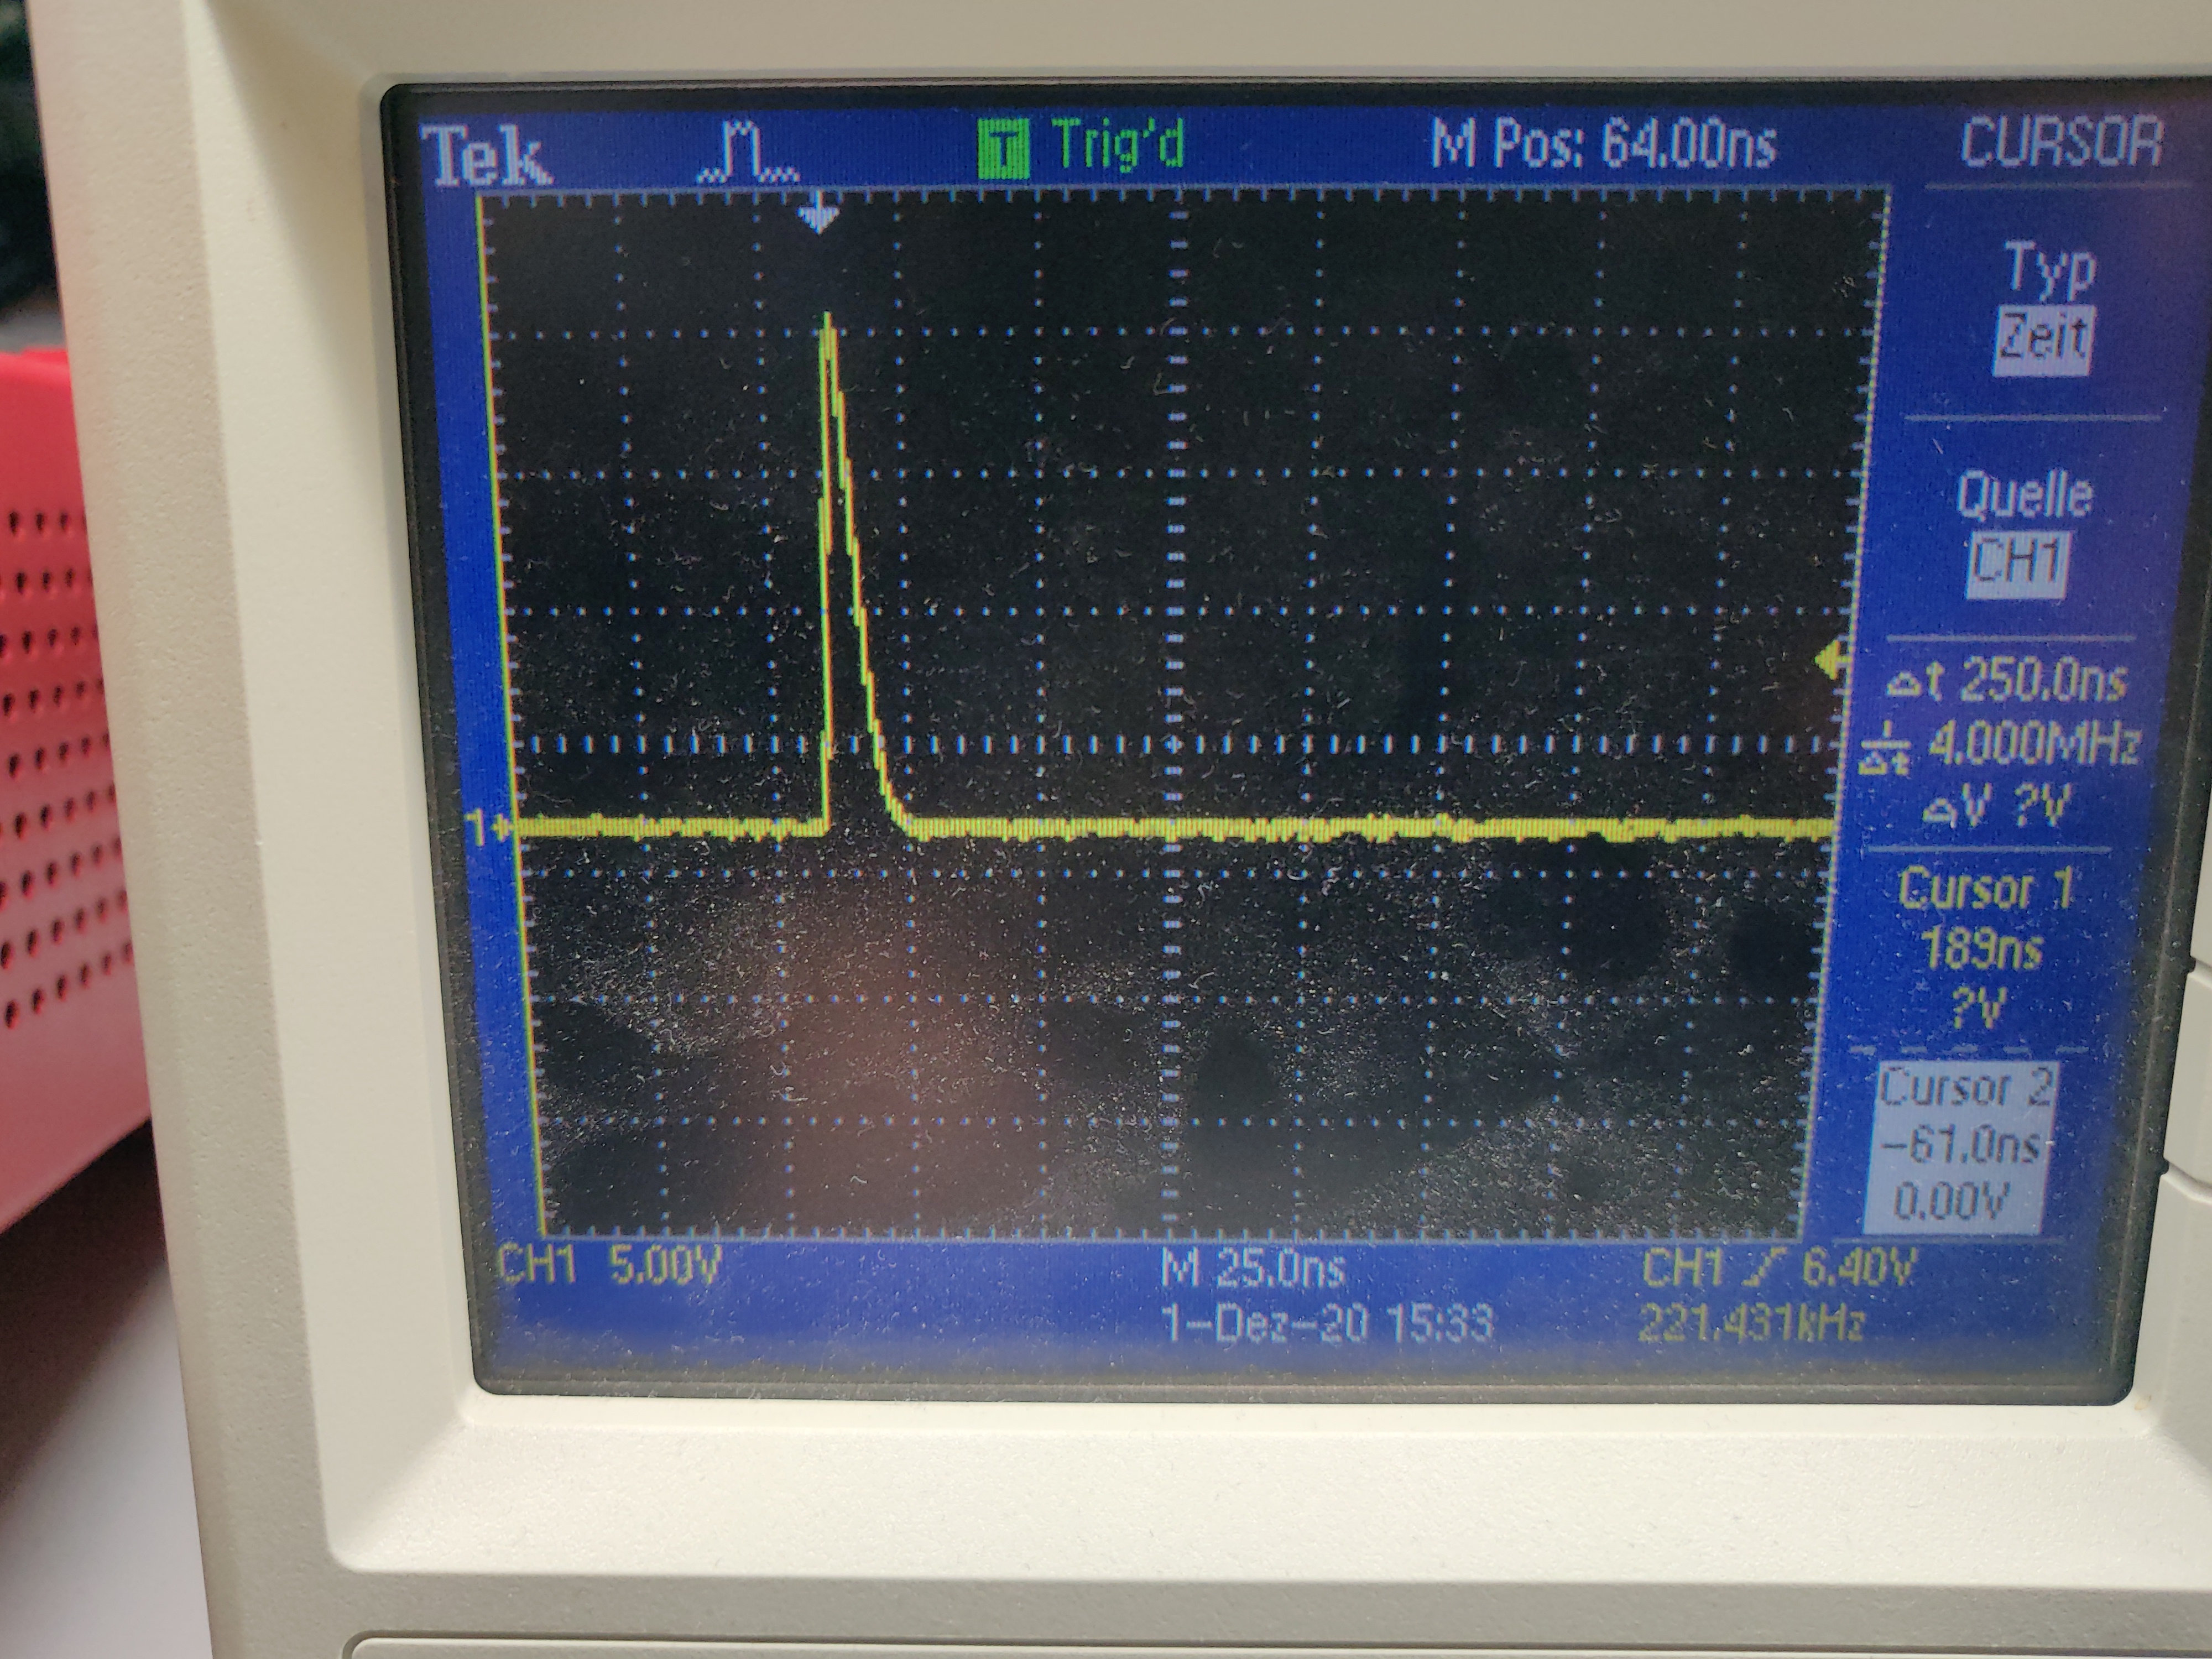 Tek
T Trig'd
M Pos: 64.00ns
CURSOR
Typ
Zeit
Quelle
CH1
Δt 250.0ns
1/Δt 4.000MHz
ΔV ?V
1
Cursor 1
189ns
?V
Cursor 2
-61.0ns
0.00V
CH1 5.00V
M 25.0ns
CH1 / 6.40V
1-Dez-20 15:33
221.431kHz